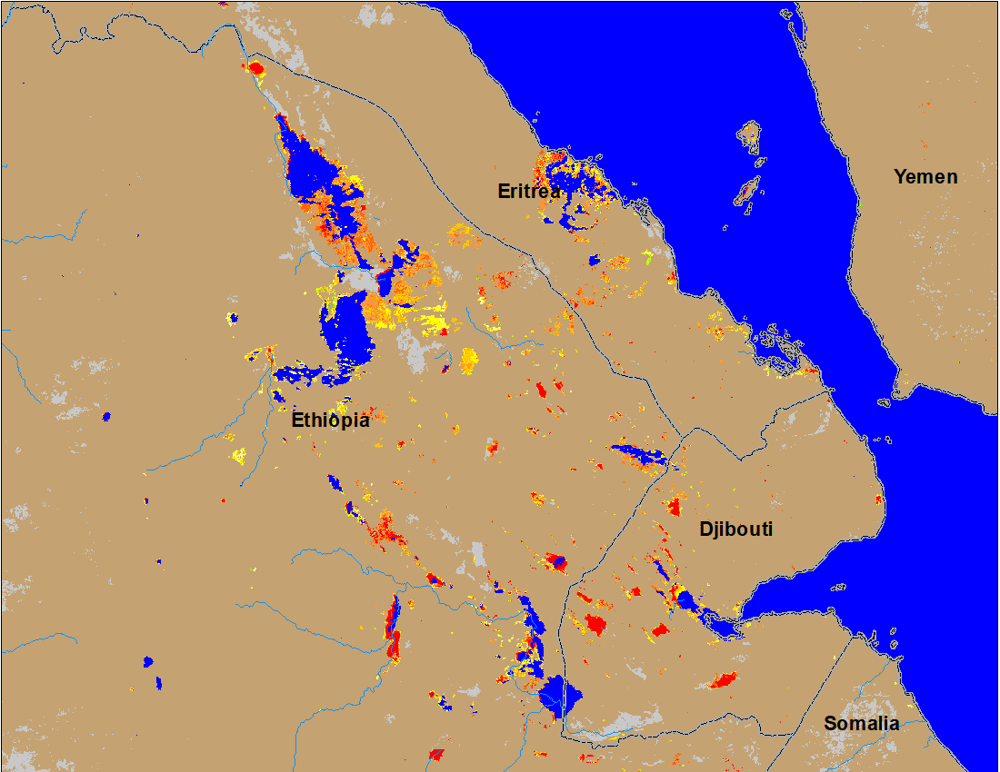 Yemen
Eritrea
Ethiopia
Djibouti
Somalia